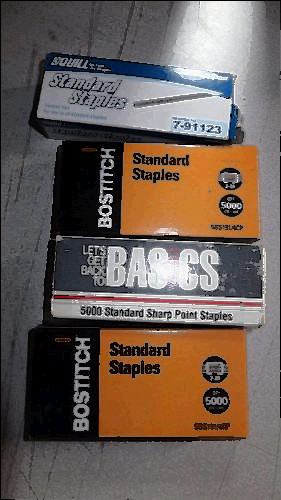 QUILL
Standard
Staples
7-91123
BOSTITCH
Standard
Staples
5000
LET'S
GET
BACK
TO
BASICS
5000 Standard Sharp Point Staples
BOSTITCH
Standard
Staples
5000